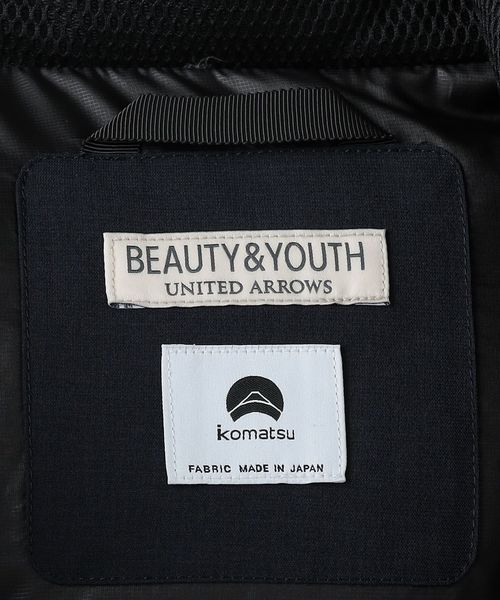 BEAUTY&YOUTH
UNITED ARROWS
komatsu
FABRIC MADE IN JAPAN